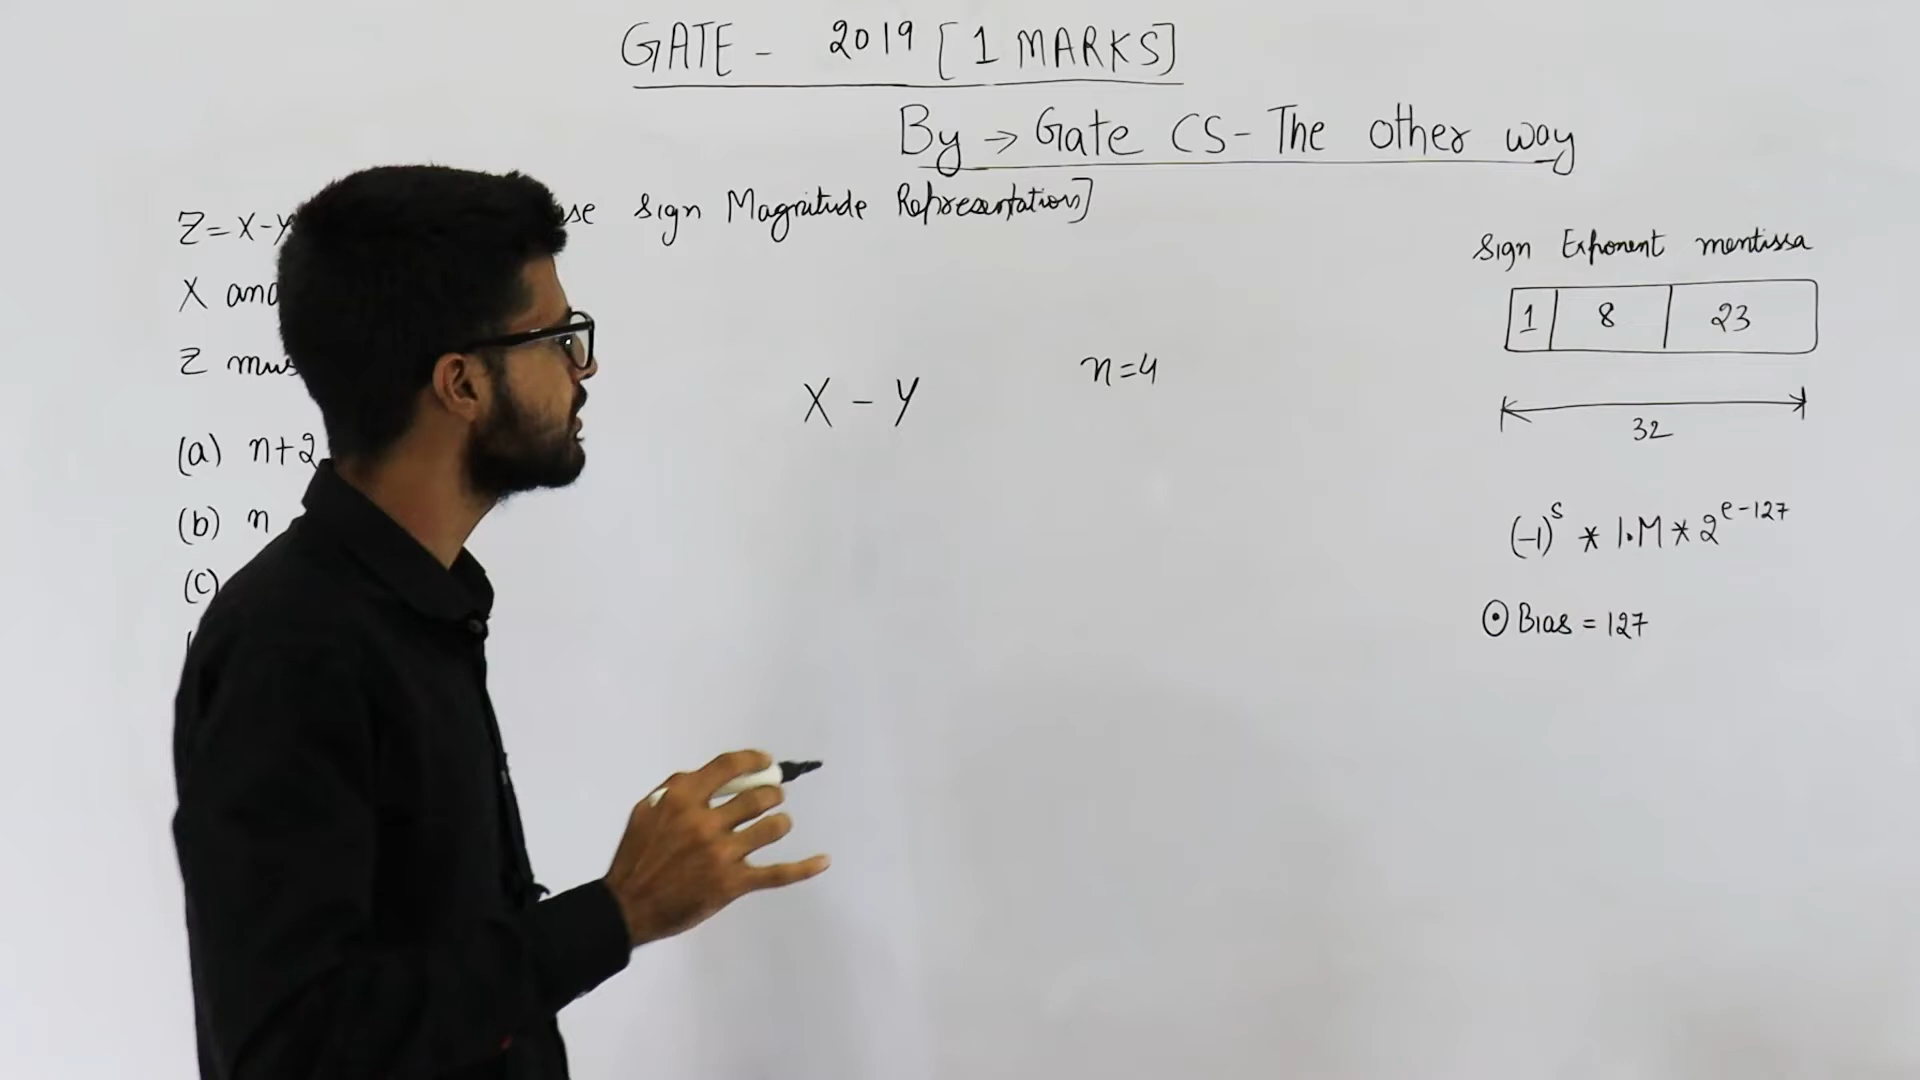 GATE - 2019 [1 MARKS]
By → Gate CS - The other way
Z = X-Y se Sign Magnitude Representation]
X and
Z mus
(a) n+2
(b) n
(c)
X - Y
n=4
Sign Exponent mentissa
1 8 23
32
(-1)^s * 1.M * 2^e-127
⊙ Bias = 127